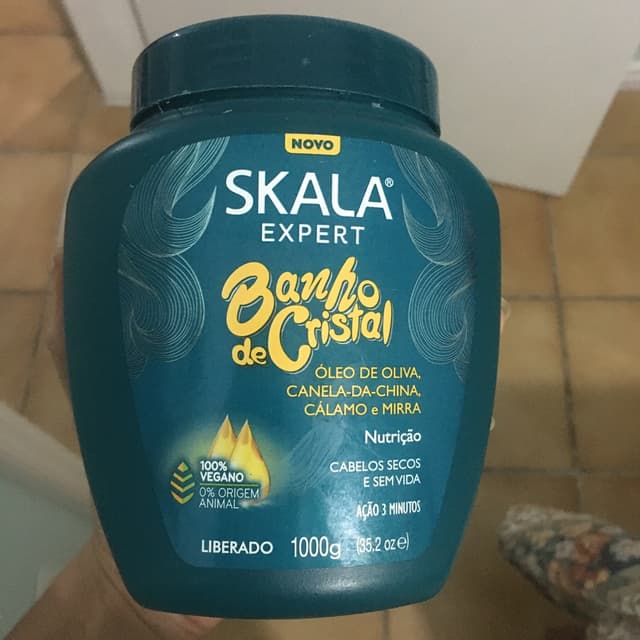 NOVO
SKALA®
EXPERT
Banho
de Cristal
ÓLEO DE OLIVA,
CANELA-DA-CHINA,
CÁLAMO e MIRRA
Nutrição
CABELOS SECOS
E SEM VIDA
AÇÃO 3 MINUTOS
100%
VEGANO
0% ORIGEM
ANIMAL
LIBERADO 1000g (35.2 oz e)